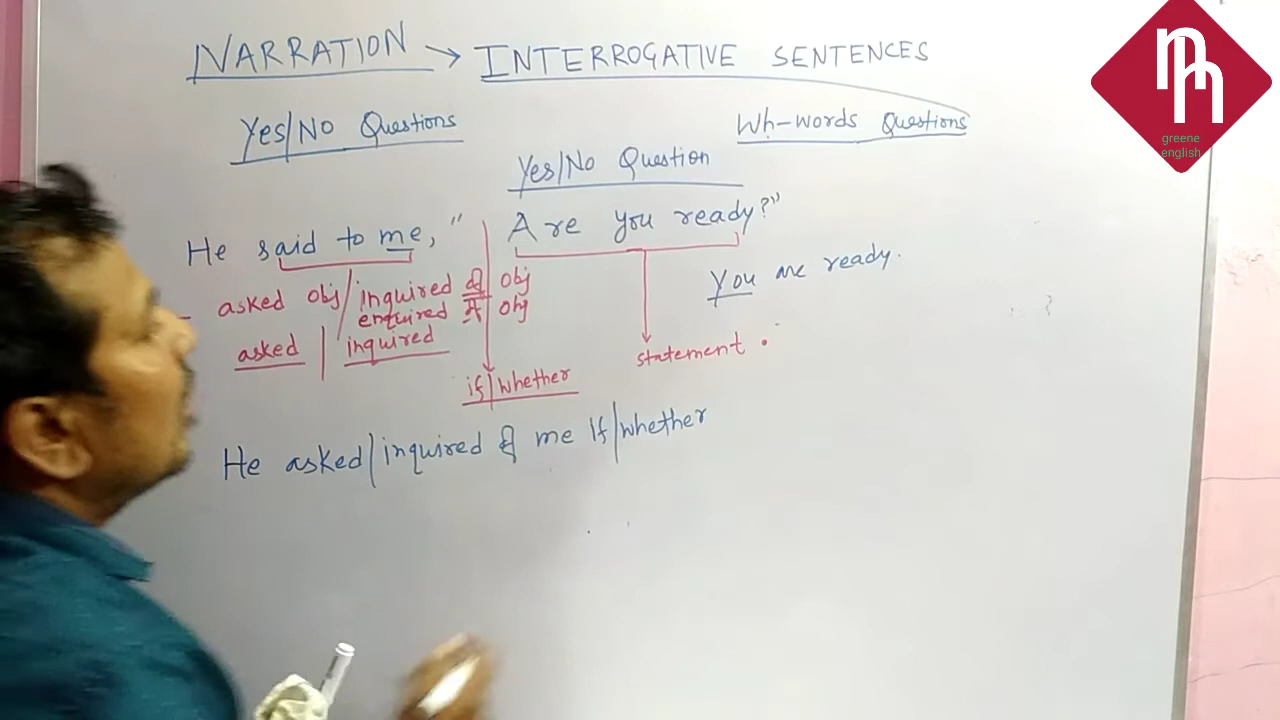 NARRATION → INTERROGATIVE SENTENCES
Yes/No Questions
Wh-words Questions
Yes/No Question
He said to me, " Are you ready?"
You are ready.
asked obj/inquired of obj
enquired of obj
asked | inquired
if/whether
statement .
He asked/inquired of me If/whether
greene
english